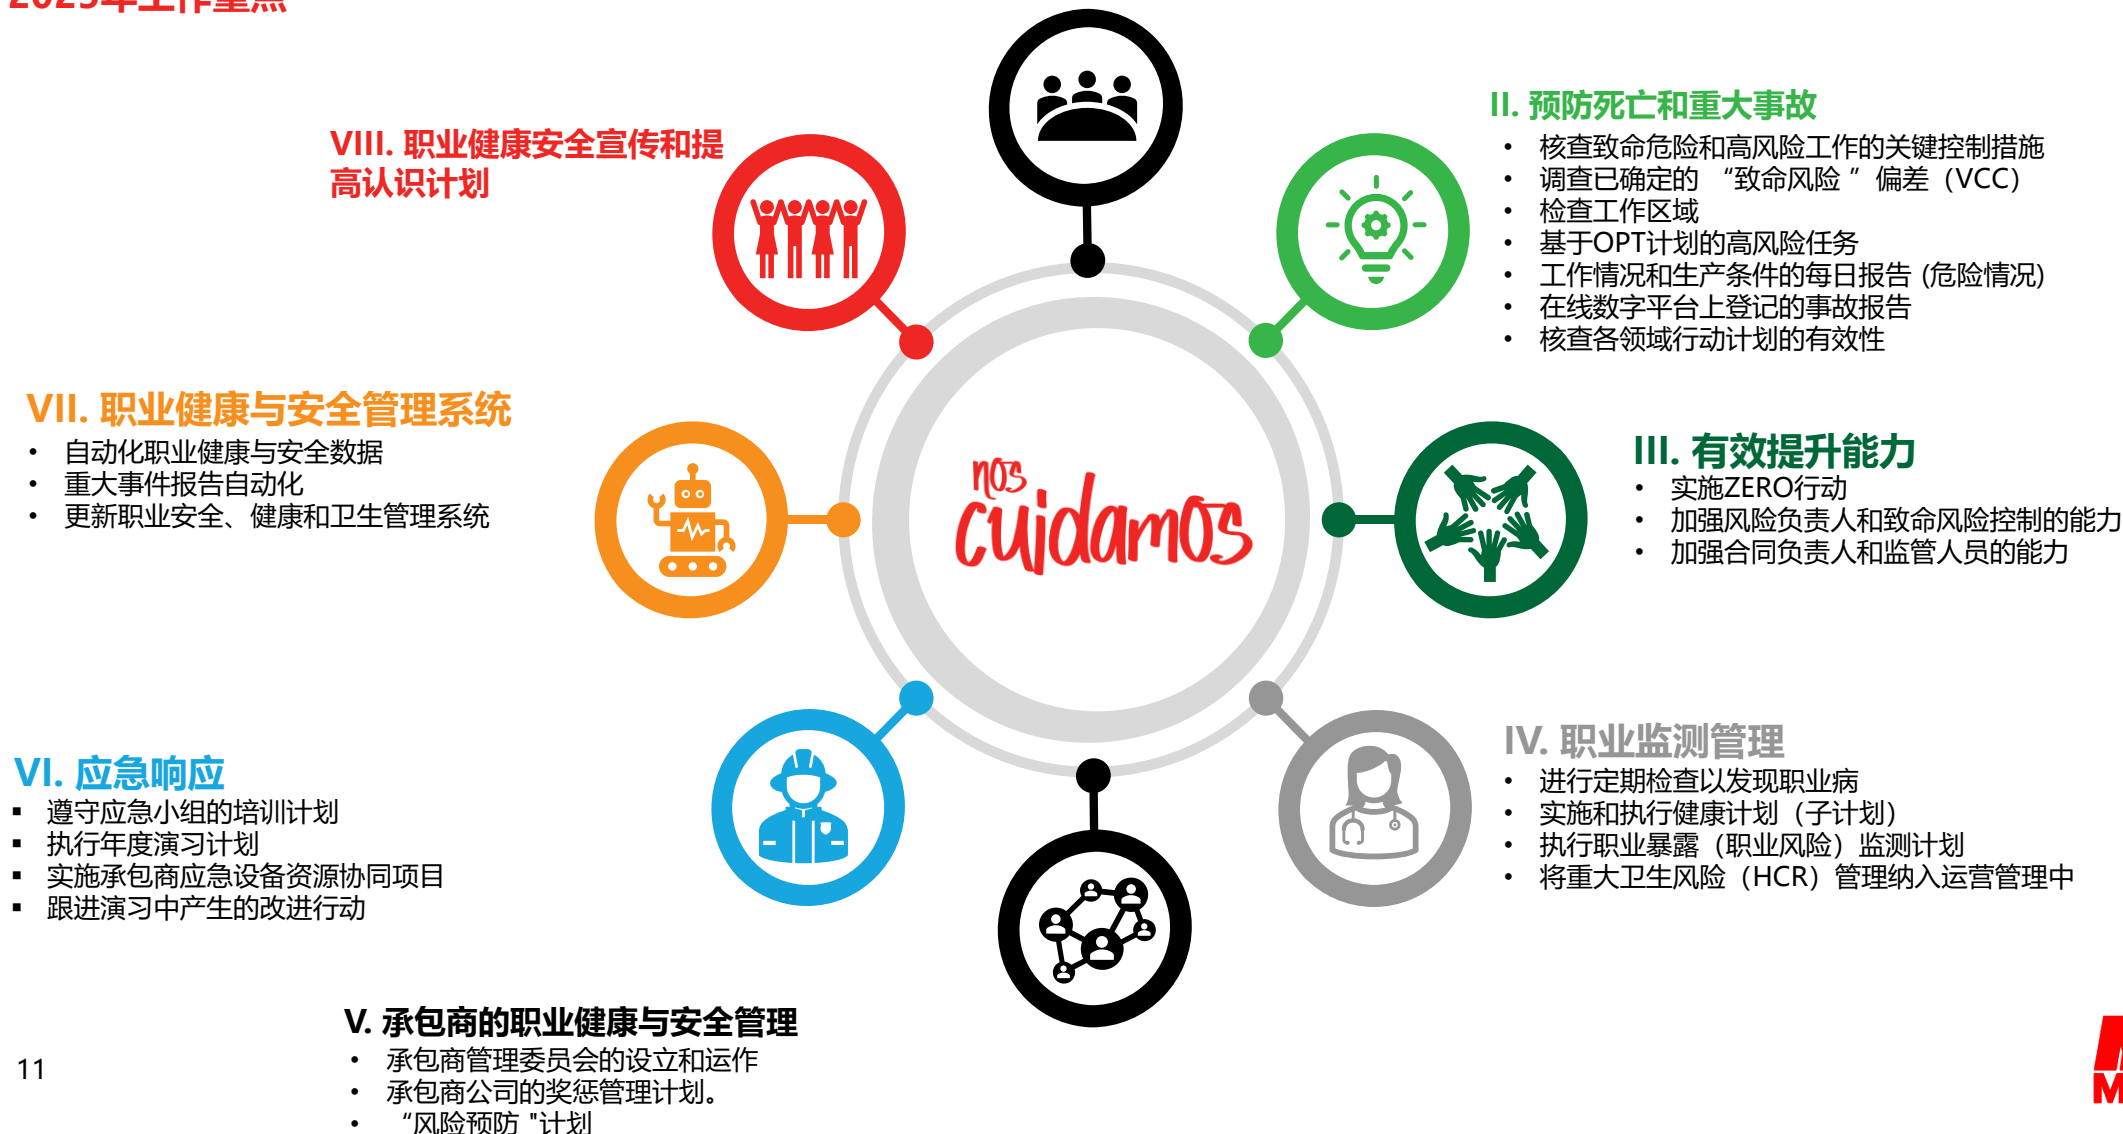 2025年工作重点
II. 预防死亡和重大事故
• 核查致命危险和高风险工作的关键控制措施
• 调查已确定的 “致命风险 ”偏差（VCC）
• 检查工作区域
• 基于OPT计划的高风险任务
• 工作情况和生产条件的每日报告 (危险情况)
• 在线数字平台上登记的事故报告
• 核查各领域行动计划的有效性
VIII. 职业健康安全宣传和提
高认识计划
VII. 职业健康与安全管理系统
• 自动化职业健康与安全数据
• 重大事件报告自动化
• 更新职业安全、健康和卫生管理系统
nos
cuidamos
III. 有效提升能力
• 实施ZERO行动
• 加强风险负责人和致命风险控制的能力
• 加强合同负责人和监管人员的能力
VI. 应急响应
▪ 遵守应急小组的培训计划
▪ 执行年度演习计划
▪ 实施承包商应急设备资源协同项目
▪ 跟进演习中产生的改进行动
IV. 职业监测管理
• 进行定期检查以发现职业病
• 实施和执行健康计划（子计划）
• 执行职业暴露（职业风险）监测计划
• 将重大卫生风险（HCR）管理纳入运营管理中
V. 承包商的职业健康与安全管理
• 承包商管理委员会的设立和运作
• 承包商公司的奖惩管理计划。
• “风险预防 "计划
11
M